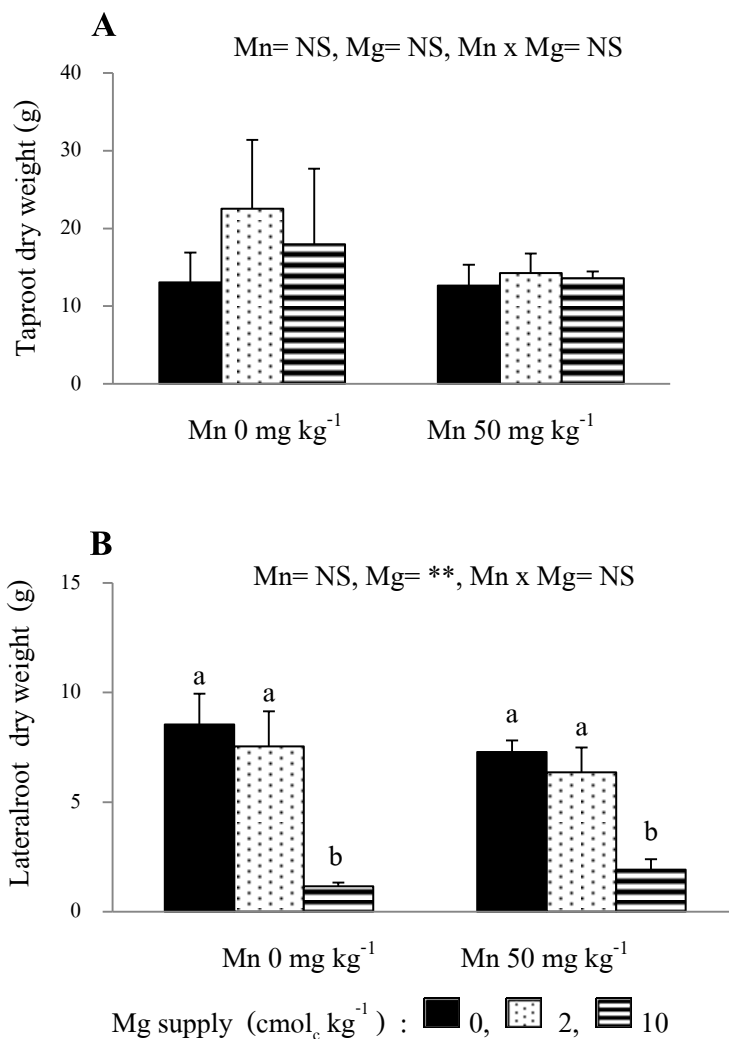 A
Mn= NS, Mg= NS, Mn x Mg= NS
Taproot dry weight (g)
40
30
20
10
0
Mn 0 mg kg⁻¹ Mn 50 mg kg⁻¹
B
Mn= NS, Mg= **, Mn x Mg= NS
Lateralroot dry weight (g)
15
10
5
0
a a b a a b
Mn 0 mg kg⁻¹ Mn 50 mg kg⁻¹
Mg supply (cmol꜀ kg⁻¹) : 0, 2, 10